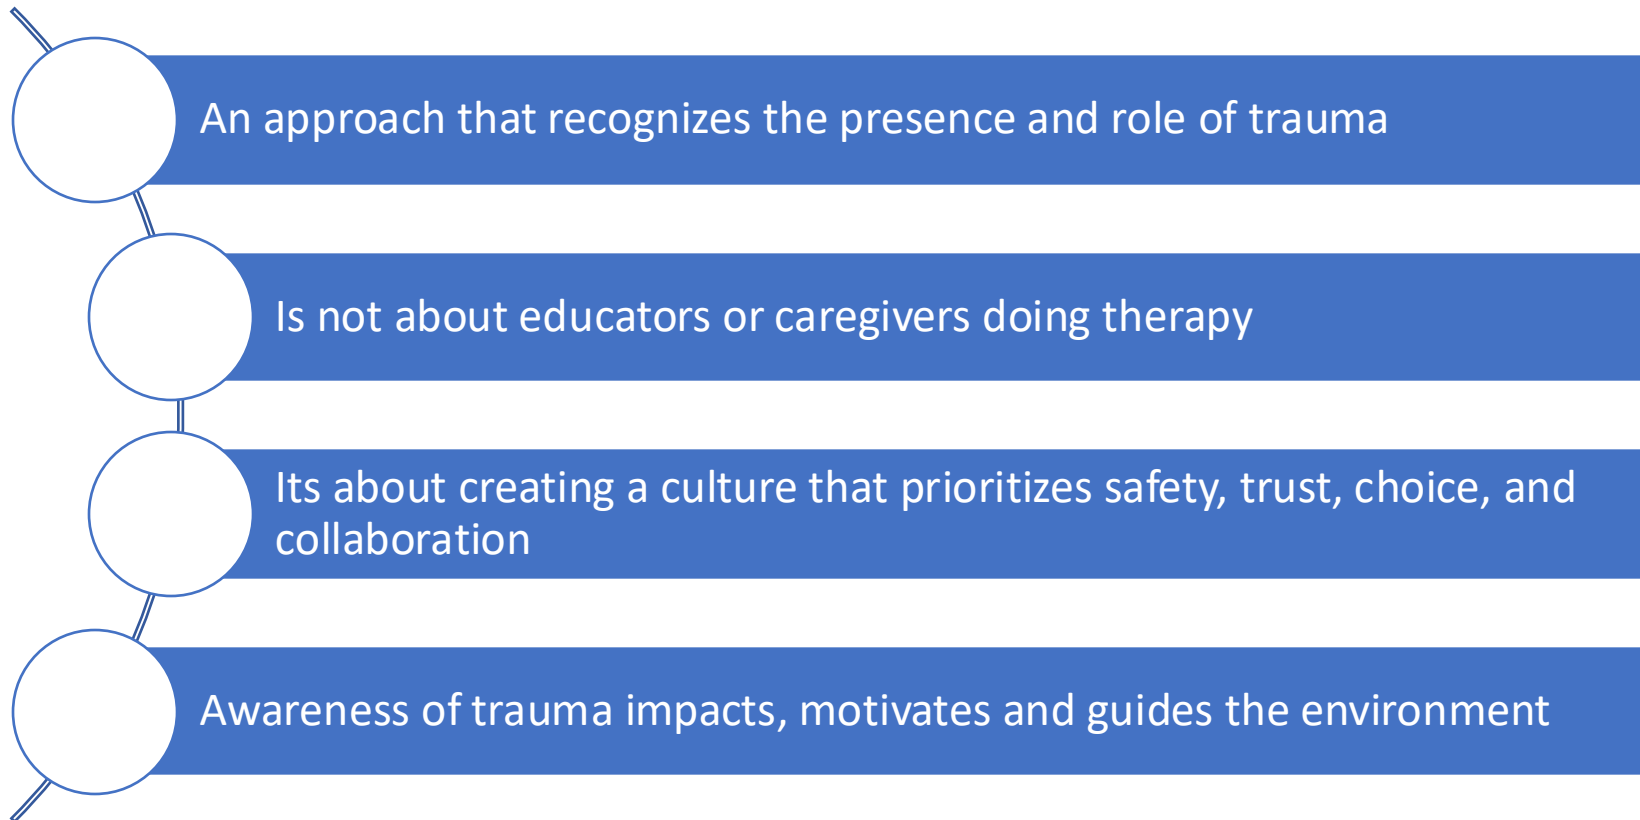 An approach that recognizes the presence and role of trauma
Is not about educators or caregivers doing therapy
Its about creating a culture that prioritizes safety, trust, choice, and
collaboration
Awareness of trauma impacts, motivates and guides the environment